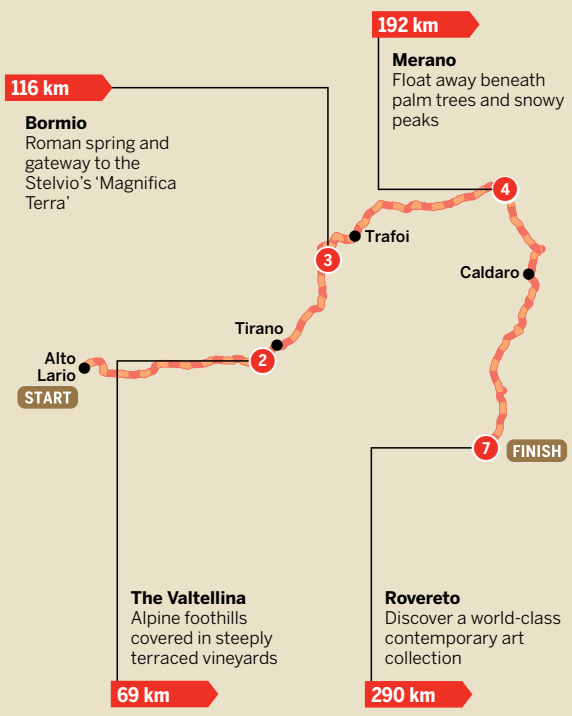 192 km
Merano
Float away beneath
palm trees and snowy
peaks
116 km
Bormio
Roman spring and
gateway to the
Stelvio’s ‘Magnifica
Terra’
4
Trafoi
3
Caldaro
Tirano
2
Alto
Lario
START
7
FINISH
The Valtellina
Alpine foothills
covered in steeply
terraced vineyards
69 km
Rovereto
Discover a world-class
contemporary art
collection
290 km